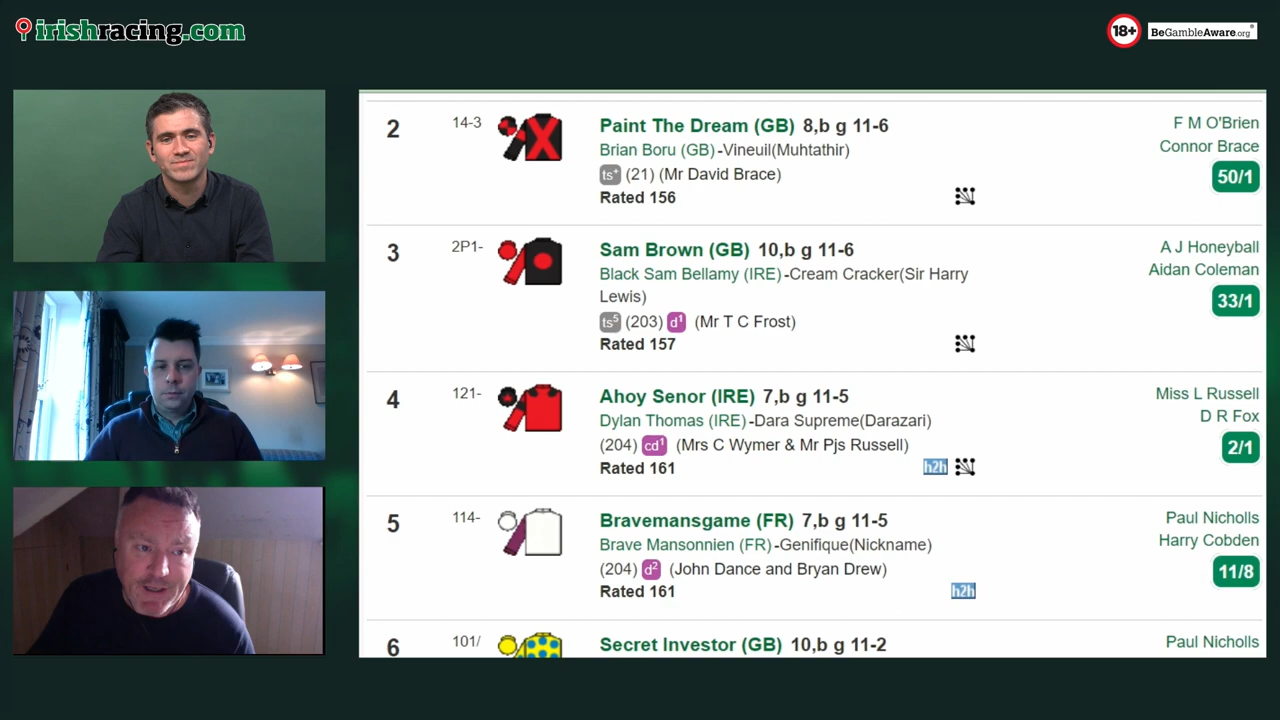 irishracing.com
18+
BeGambleAware.org®
2
14-3
Paint The Dream (GB) 8,b g 11-6
Brian Boru (GB)-Vineuil(Muhtathir)
ts+ (21) (Mr David Brace)
Rated 156
F M O'Brien
Connor Brace
50/1
3
2P1-
Sam Brown (GB) 10,b g 11-6
Black Sam Bellamy (IRE)-Cream Cracker(Sir Harry
Lewis)
ts5 (203) d1 (Mr T C Frost)
Rated 157
A J Honeyball
Aidan Coleman
33/1
4
121-
Ahoy Senor (IRE) 7,b g 11-5
Dylan Thomas (IRE)-Dara Supreme(Darazari)
(204) cd1 (Mrs C Wymer & Mr Pjs Russell)
Rated 161
h2h
Miss L Russell
D R Fox
2/1
5
114-
Bravemansgame (FR) 7,b g 11-5
Brave Mansonnien (FR)-Genifique(Nickname)
(204) d2 (John Dance and Bryan Drew)
Rated 161
h2h
Paul Nicholls
Harry Cobden
11/8
6
101/
Secret Investor (GB) 10,b g 11-2
Paul Nicholls